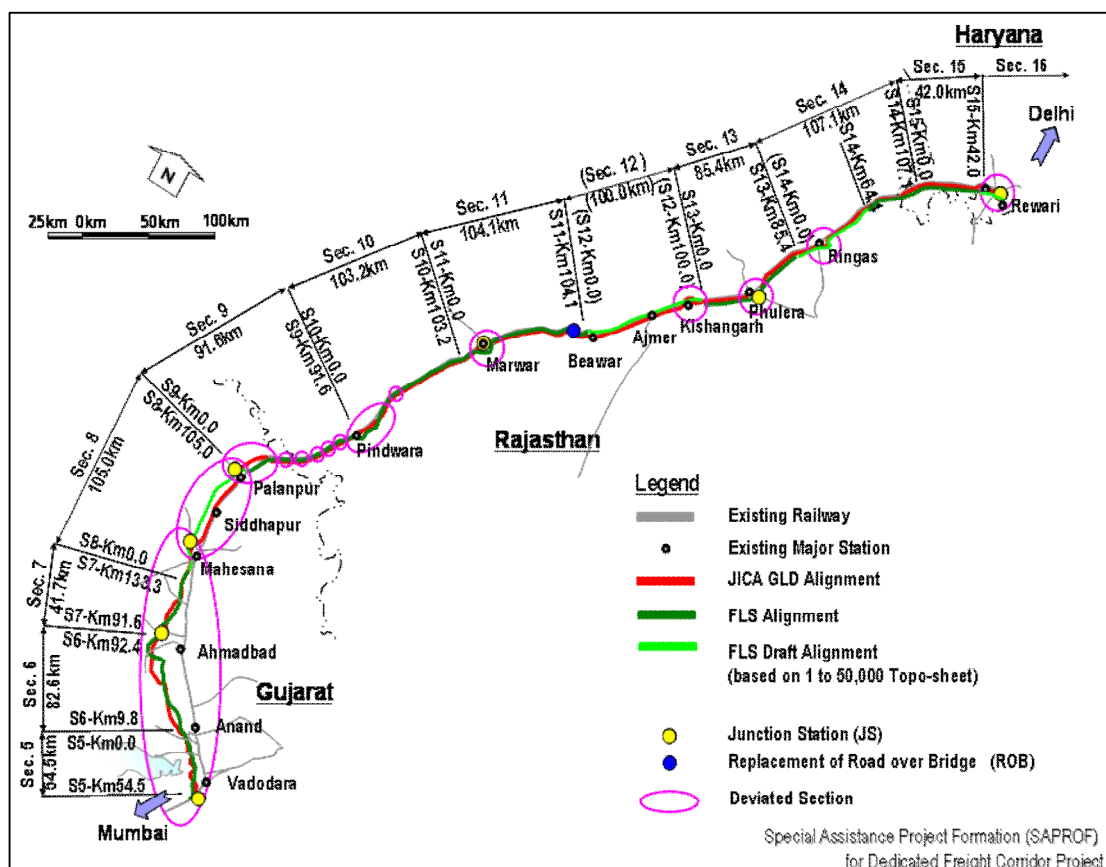 Haryana
Sec. 15
Sec. 16
42.0km
Sec. 14
107.1km
Sec. 13
85.4km
(Sec. 12)
(100.0km)
Sec. 11
104.1km
Sec. 10
103.2km
Sec. 9
91.6km
Sec. 8
105.0km
Sec. 7
41.7km
Sec. 6
82.6km
Sec. 5
54.5km
Delhi
N
25km 0km 50km 100km
S15-Km42.0
S15-Km0.0
S14-Km107.1
S14-Km64
(S14-Km0.0)
S13-Km85.4
S13-Km0.0
(S12-Km100.0)
(S12-Km0.0)
S11-Km104.1
S11-Km0.0
S10-Km103.2
S10-Km0.0
S9-Km91.6
S9-Km0.0
S8-Km105.0
S8-Km0.0
S7-Km133.3
S7-Km91.6
S6-Km92.4
S6-Km9.8
S5-Km0.0
S5-Km54.5
Rewari
Ringas
Phulera
Kishangarh
Ajmer
Beawar
Marwar
Pindwara
Rajasthan
Palanpur
Siddhapur
Mahesana
Ahmadbad
Gujarat
Anand
Vadodara
Mumbai
Legend
Existing Railway
Existing Major Station
JICA GLD Alignment
FLS Alignment
FLS Draft Alignment
(based on 1 to 50,000 Topo-sheet)
Junction Station (JS)
Replacement of Road over Bridge (ROB)
Deviated Section
Special Assistance Project Formation (SAPROF)
for Dedicated Freight Corridor Project